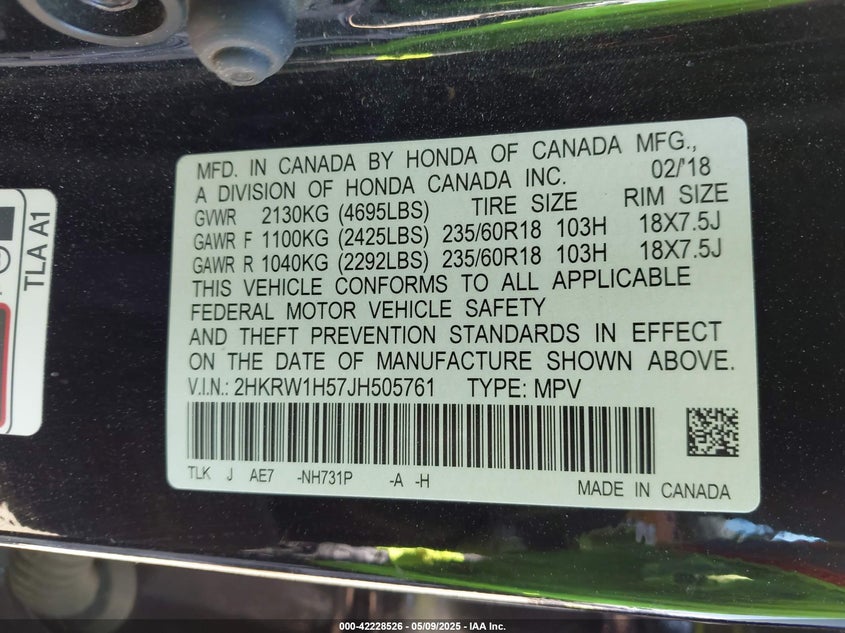 MFD. IN CANADA BY HONDA OF CANADA MFG.,
A DIVISION OF HONDA CANADA INC. 02/'18
GVWR 2130KG (4695LBS) TIRE SIZE RIM SIZE
GAWR F 1100KG (2425LBS) 235/60R18 103H 18X7.5J
GAWR R 1040KG (2292LBS) 235/60R18 103H 18X7.5J
THIS VEHICLE CONFORMS TO ALL APPLICABLE
FEDERAL MOTOR VEHICLE SAFETY
AND THEFT PREVENTION STANDARDS IN EFFECT
ON THE DATE OF MANUFACTURE SHOWN ABOVE.
V.I.N.: 2HKRW1H57JH505761 TYPE: MPV
TLK J AE7 -NH731P -A -H
MADE IN CANADA
TLA A1
000-42228526 - 05/09/2025 - IAA Inc.